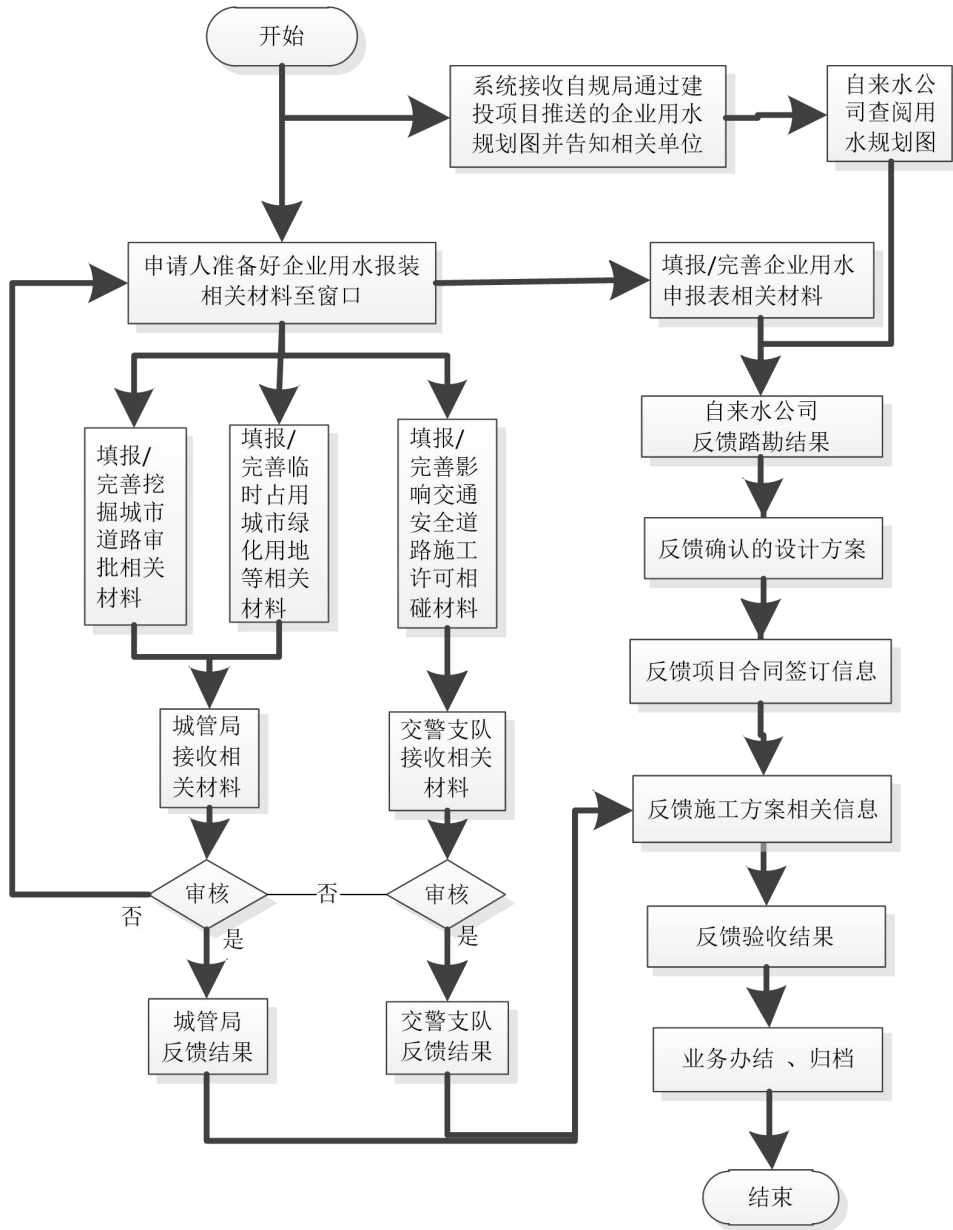 开始
系统接收自规局通过建
投项目推送的企业用水
规划图并告知相关单位
自来水公
司查阅用
水规划图
申请人准备好企业用水报装
相关材料至窗口
填报/完善企业用水
申报表相关材料
自来水公司
反馈踏勘结果
填报/
完善挖
掘城市
道路审
批相关
材料
填报/
完善临
时占用
城市绿
化用地
等相关
材料
填报/
完善影
响交通
安全道
路施工
许可相
碰材料
反馈确认的设计方案
反馈项目合同签订信息
城管局
接收相
关材料
交警支队
接收相关
材料
反馈施工方案相关信息
审核
否
审核
否
是
是
反馈验收结果
城管局
反馈结果
交警支队
反馈结果
业务办结 、归档
结束